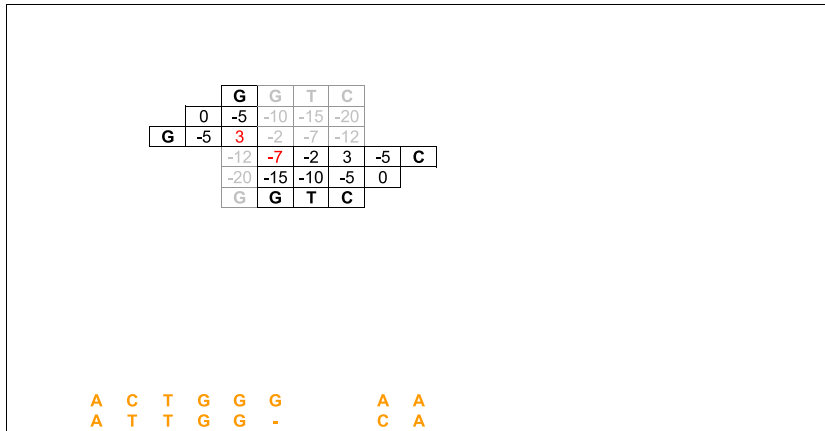 G G T C
0 -5 -10 -15 -20
G -5 3 -2 -7 -12
-12 -7 -2 3 -5 C
-20 -15 -10 -5 0
G G T C
A C T G G G A A
A T T G G - C A